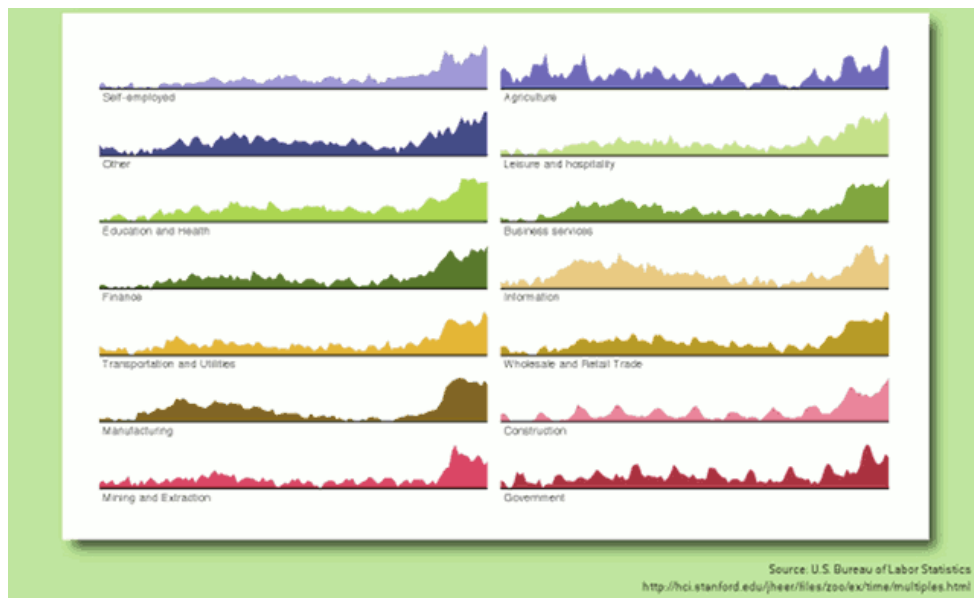 Self-employed
Agriculture
Other
Leisure and hospitality
Education and Health
Business services
Finance
Information
Transportation and Utilities
Wholesale and Retail Trade
Manufacturing
Construction
Mining and Extraction
Government
Source: U.S. Bureau of Labor Statistics
http://hci.stanford.edu/jheer/files/zoo/ex/time/multiples.html